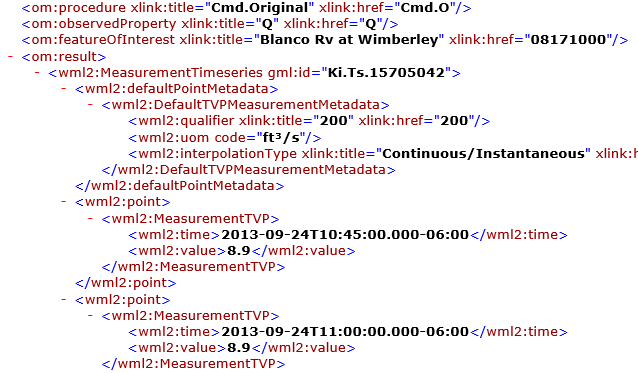 <om:procedure xlink:title="Cmd.Original" xlink:href="Cmd.O"/>
<om:observedProperty xlink:title="Q" xlink:href="Q"/>
<om:featureOfInterest xlink:title="Blanco Rv at Wimberley" xlink:href="08171000"/>
- <om:result>
- <wml2:MeasurementTimeseries gml:id="Ki.Ts.15705042">
- <wml2:defaultPointMetadata>
- <wml2:DefaultTVPMeasurementMetadata>
<wml2:qualifier xlink:title="200" xlink:href="200"/>
<wml2:uom code="ft³/s"/>
<wml2:interpolationType xlink:title="Continuous/Instantaneous" xlink:h
</wml2:DefaultTVPMeasurementMetadata>
</wml2:defaultPointMetadata>
- <wml2:point>
- <wml2:MeasurementTVP>
<wml2:time>2013-09-24T10:45:00.000-06:00</wml2:time>
<wml2:value>8.9</wml2:value>
</wml2:MeasurementTVP>
</wml2:point>
- <wml2:point>
- <wml2:MeasurementTVP>
<wml2:time>2013-09-24T11:00:00.000-06:00</wml2:time>
<wml2:value>8.9</wml2:value>
</wml2:MeasurementTVP>